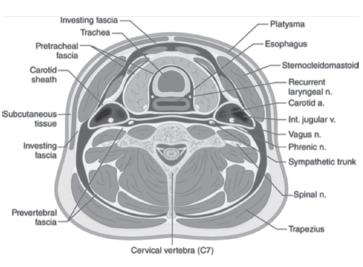 Investing fascia
Trachea
Pretracheal
fascia
Carotid
sheath
Subcutaneous
tissue
Investing
fascia
Prevertebral
fascia
Platysma
Esophagus
Sternocleidomastoid
Recurrent
laryngeal n.
Carotid a.
Int. jugular v.
Vagus n.
Phrenic n.
Sympathetic trunk
Spinal n.
Trapezius
Cervical vertebra (C7)